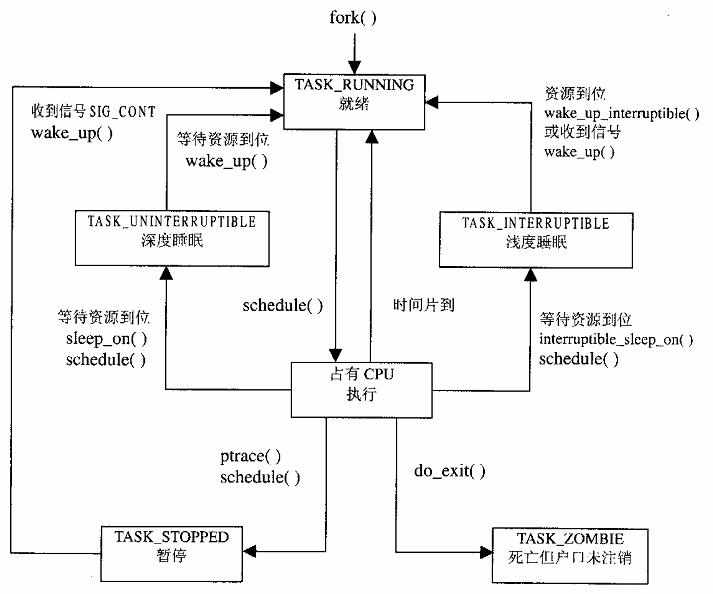 fork( )
TASK_RUNNING
就绪
收到信号 SIG_CONT
wake_up( )
等待资源到位
wake_up( )
资源到位
wake_up_interruptible( )
或收到信号
wake_up( )
TASK_UNINTERRUPTIBLE
深度睡眠
TASK_INTERRUPTIBLE
浅度睡眠
等待资源到位
sleep_on( )
schedule( )
schedule( )
时间片到
等待资源到位
interruptible_sleep_on( )
schedule( )
占有 CPU
执行
ptrace( )
schedule( )
do_exit( )
TASK_STOPPED
暂停
TASK_ZOMBIE
死亡但户口未注销